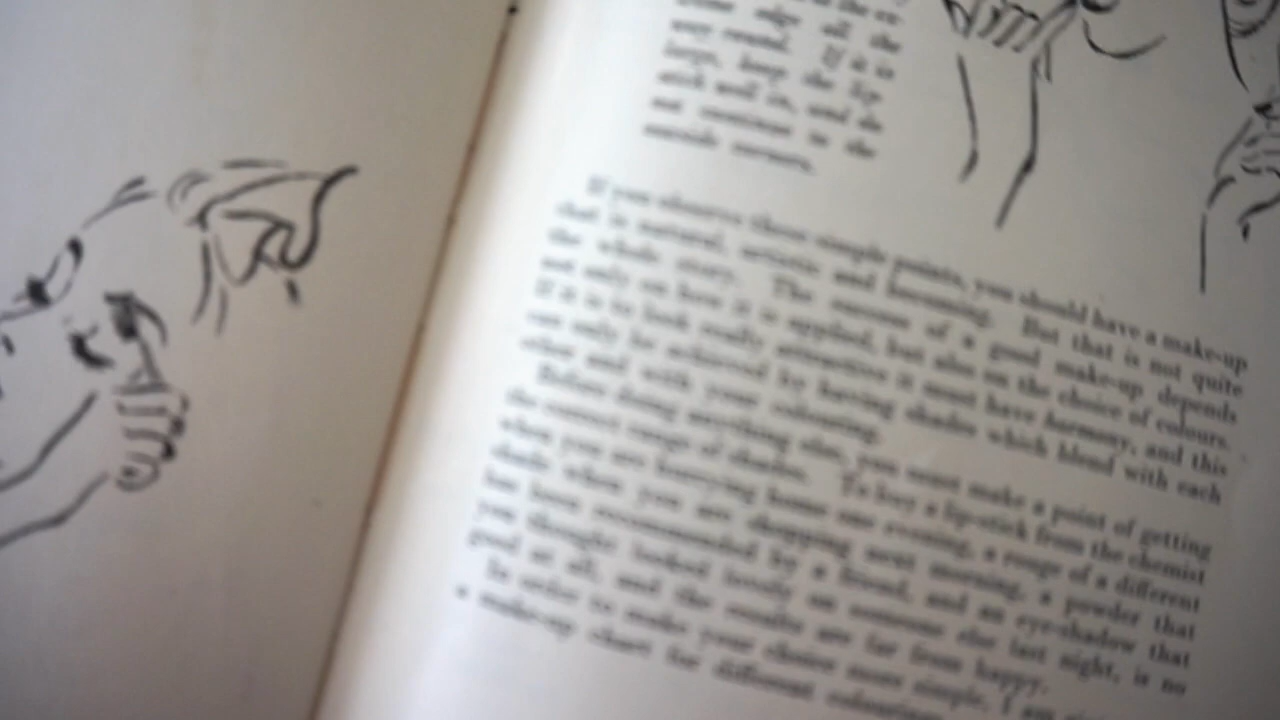 edge all the
way round. If it is
large, keep the lip
stick well in, and do
not continue to the
outside corners.
If you observe these simple points, you should have a make-up
that is natural, artistic and becoming. But that is not quite
the whole story. The success of a good make-up depends
not only on how it is applied, but also on the choice of colours.
If it is to look really attractive it must have harmony, and this
can only be achieved by having shades which blend with each
other and with your colouring.
Before doing anything else, you must make a point of getting
the correct range of shades. To buy a lip-stick from the chemist
when you are hurrying home one evening, a rouge of a different
shade when you are shopping next morning, a powder that
has been recommended by a friend, and an eye-shadow that
you thought looked lovely on someone else last night, is no
good at all, and the results are far from happy.
In order to make your choice more simple, I am
make-up chart for different colourings